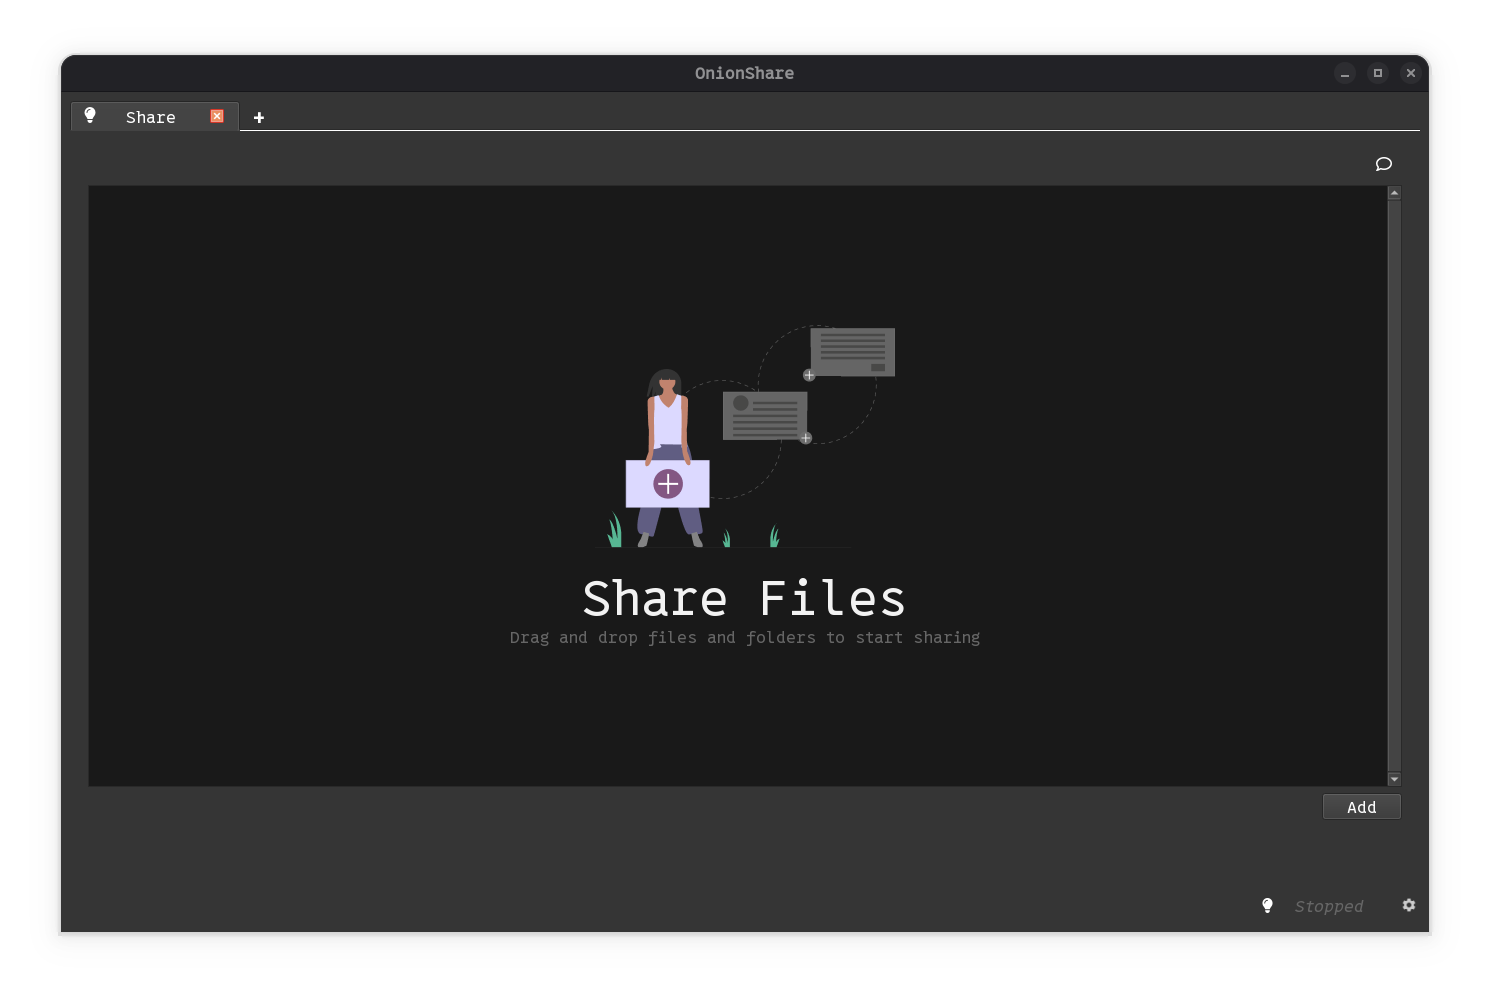 OnionShare
Share
Share Files
Drag and drop files and folders to start sharing
Add
Stopped